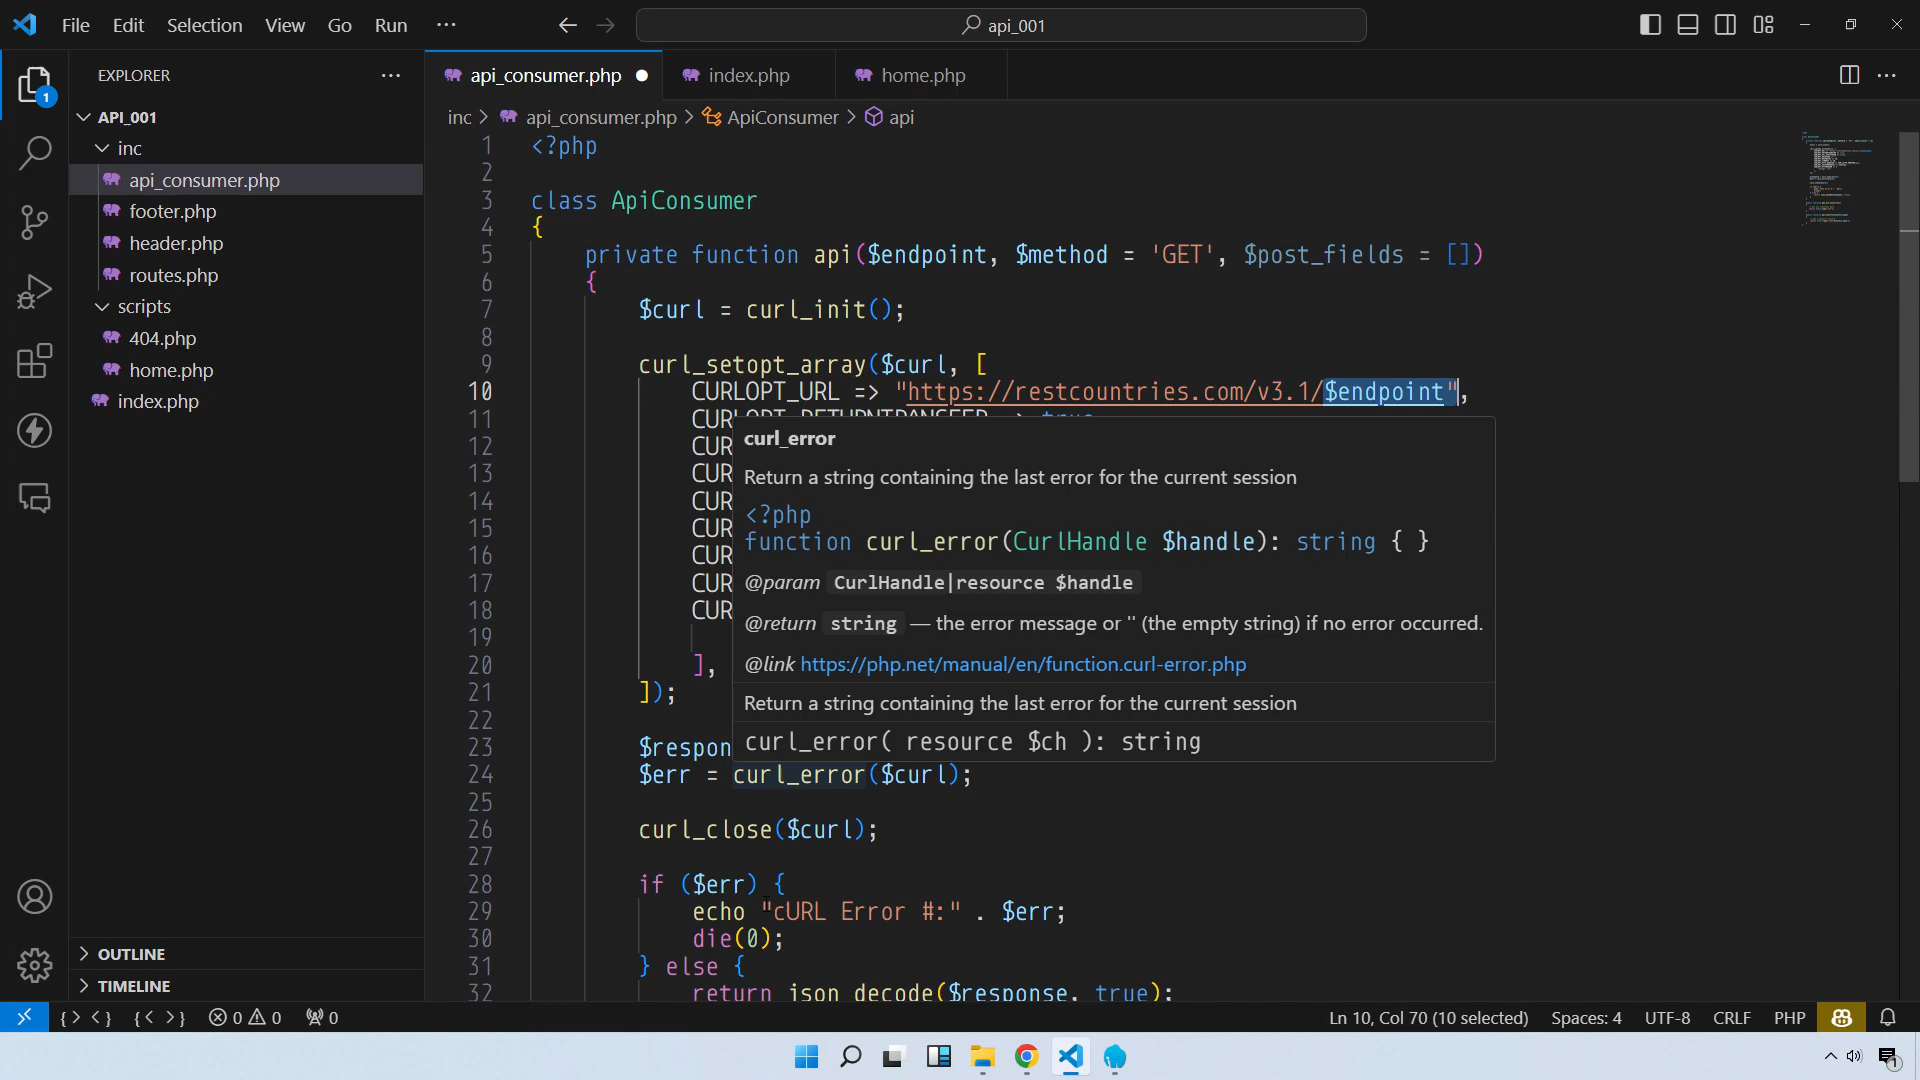 File Edit Selection View Go Run ···
api_001
EXPLORER
API_001
inc
api_consumer.php
footer.php
header.php
routes.php
scripts
404.php
home.php
index.php
OUTLINE
TIMELINE
1
api_consumer.php
index.php
home.php
inc > api_consumer.php > ApiConsumer > api
1 <?php
2
3 class ApiConsumer
4 {
5 private function api($endpoint, $method = 'GET', $post_fields = [])
6 {
7 $curl = curl_init();
8
9 curl_setopt_array($curl, [
10 CURLOPT_URL => "https://restcountries.com/v3.1/$endpoint",
11 CURLOPT_RETURNTRANSFER => true
12 CUR
13 CUR
14 CUR
15 CUR
16 CUR
17 CUR
18 CUR
19
20 ],
21 ]);
22
23 $respon
24 $err = curl_error($curl);
25
26 curl_close($curl);
27
28 if ($err) {
29 echo "cURL Error #:" . $err;
30 die(0);
31 } else {
32 return json_decode($response, true);
curl_error
Return a string containing the last error for the current session
<?php
function curl_error(CurlHandle $handle): string { }
@param CurlHandle|resource $handle
@return string — the error message or '' (the empty string) if no error occurred.
@link https://php.net/manual/en/function.curl-error.php
Return a string containing the last error for the current session
curl_error( resource $ch ): string
{> <} {< >} 0 0 0
Ln 10, Col 70 (10 selected) Spaces: 4 UTF-8 CRLF PHP
1